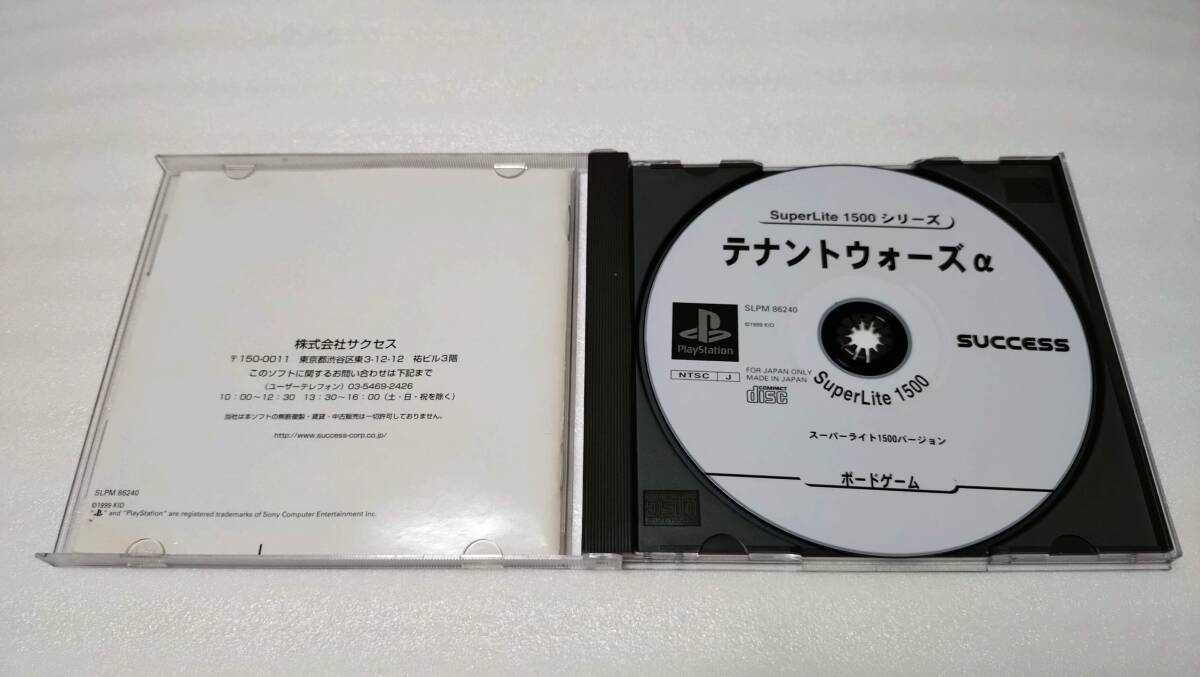 株式会社サクセス
〒150-0011 東京都渋谷区東3-12-12 祐ビル3階
このソフトに関するお問い合わせは下記まで
(ユーザーテレフォン) 03-5469-2426
10:00〜12:30 13:30〜16:00 (土・日・祝を除く)
当社は本ソフトの無断複製・賃貸・中古販売は一切許可しておりません。
http://www.success-corp.co.jp/
SLPM 86240
©1999 KID
" " and "PlayStation" are registered trademarks of Sony Computer Entertainment Inc.
SuperLite 1500 シリーズ
テナントウォーズα
SLPM 86240
©1999 KID
PlayStation
NTSC J
FOR JAPAN ONLY
MADE IN JAPAN
COMPACT
disc
SUCCESS
SuperLite 1500
スーパーライト1500バージョン
ボードゲーム